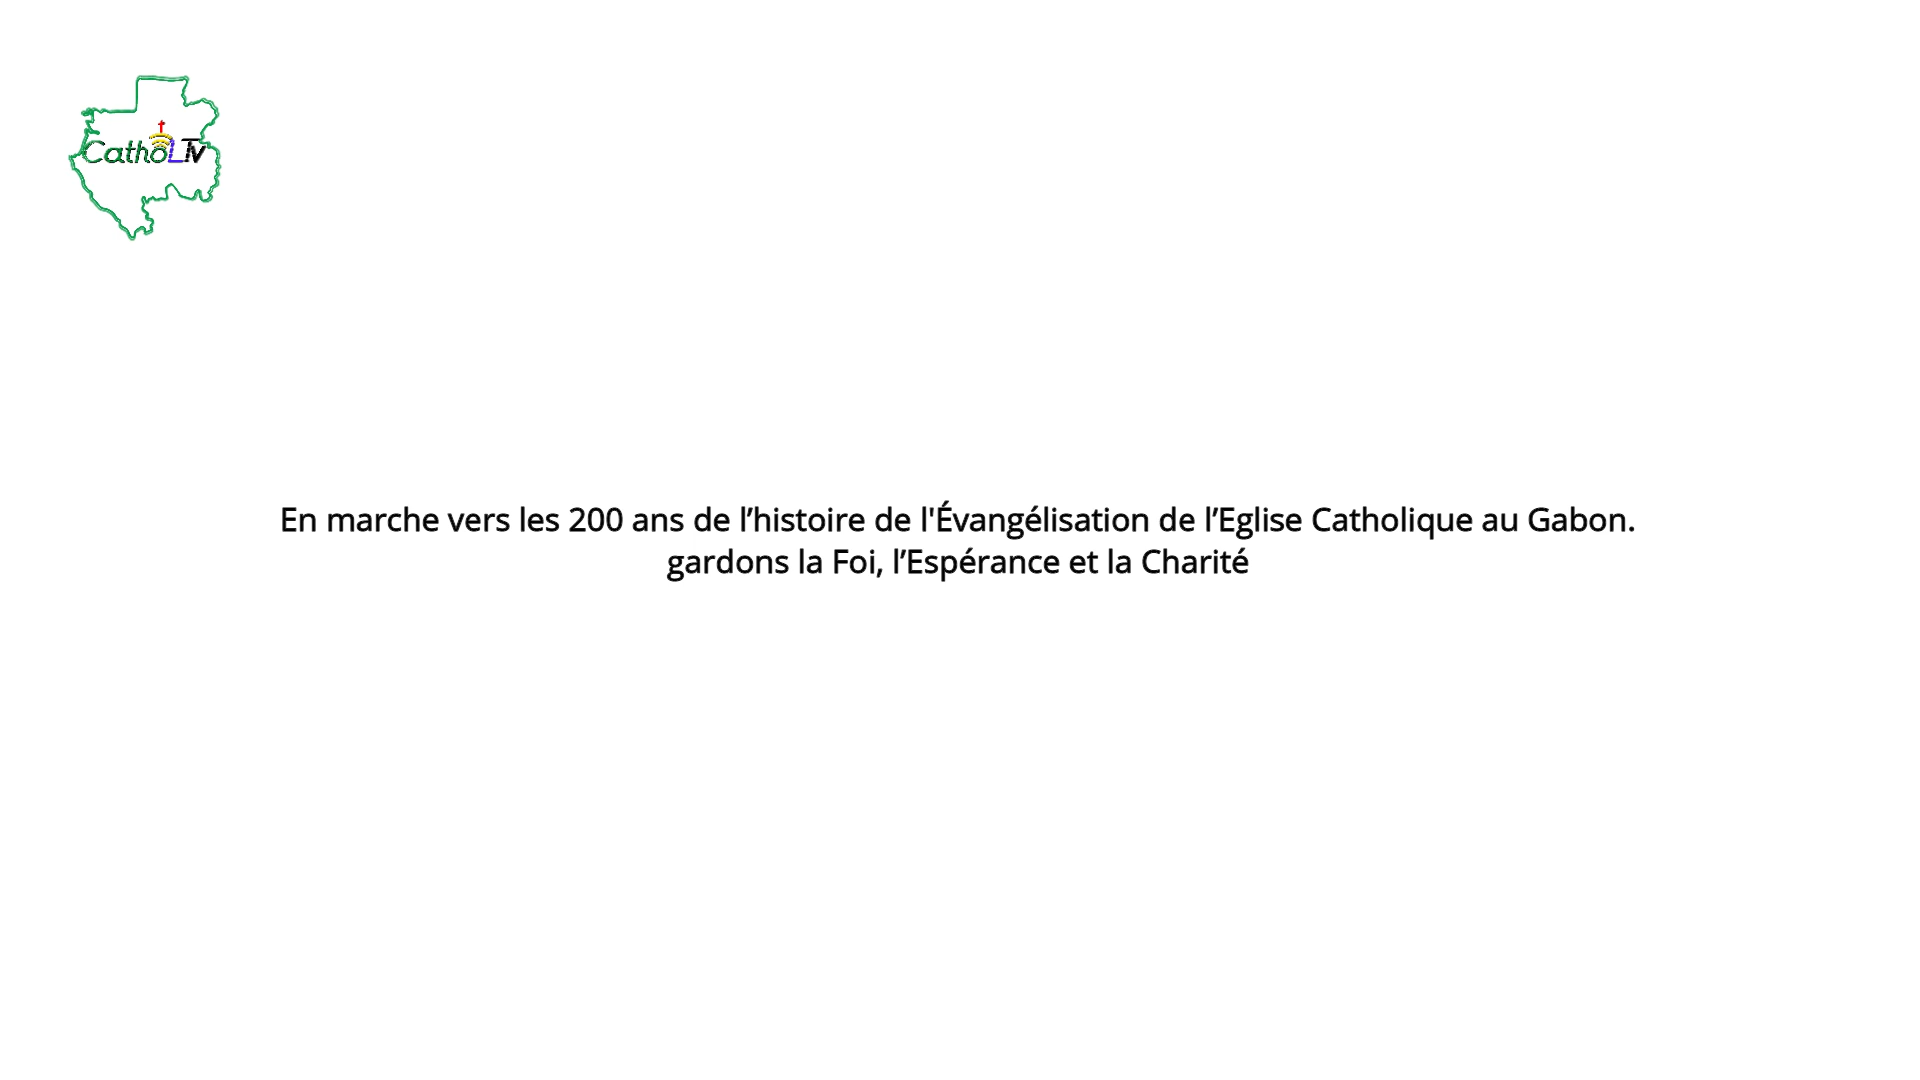 CathoLTv
En marche vers les 200 ans de l’histoire de l'Évangélisation de l’Eglise Catholique au Gabon.
gardons la Foi, l’Espérance et la Charité